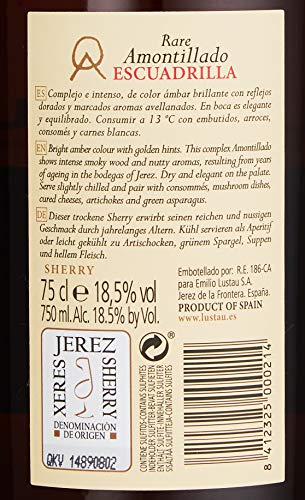 Rare
Amontillado
ESCUADRILLA
ES Complejo e intenso, de color ámbar brillante con reflejos
dorados y marcados aromas avellanados. En boca es elegante
y equilibrado. Consumir a 13 °C con embutidos, arroces,
consomés y carnes blancas.
EN Bright amber colour with golden hints. This complex Amontillado
shows intense smoky wood and nutty aromas, resulting from years
of ageing in the bodegas of Jerez. Dry and elegant on the palate.
Serve slightly chilled and pair with consommés, mushroom dishes,
cured cheeses, artichokes and green asparagus.
DE Dieser trockene Sherry erwirbt seinen reichen und nussigen
Geschmack durch jahrelanges Altern. Kühl servieren als Aperitif
oder leicht gekühlt zu Artischocken, grünem Spargel, Suppen
und hellem Fleisch.
SHERRY
75 cl e 18,5% vol
750 ml. Alc. 18.5% by Vol.
Embotellado por: R.E. 186-CA
para Emilio Lustau S.A.
Jerez de la Frontera. España.
PRODUCT OF SPAIN
www.lustau.es
JEREZ
XERES
SHERRY
DENOMINACIÓN
DE ORIGEN
QKV 14890802
CONTIENE SULFITOS-CONTAINS SULPHITES
8 412325 000214